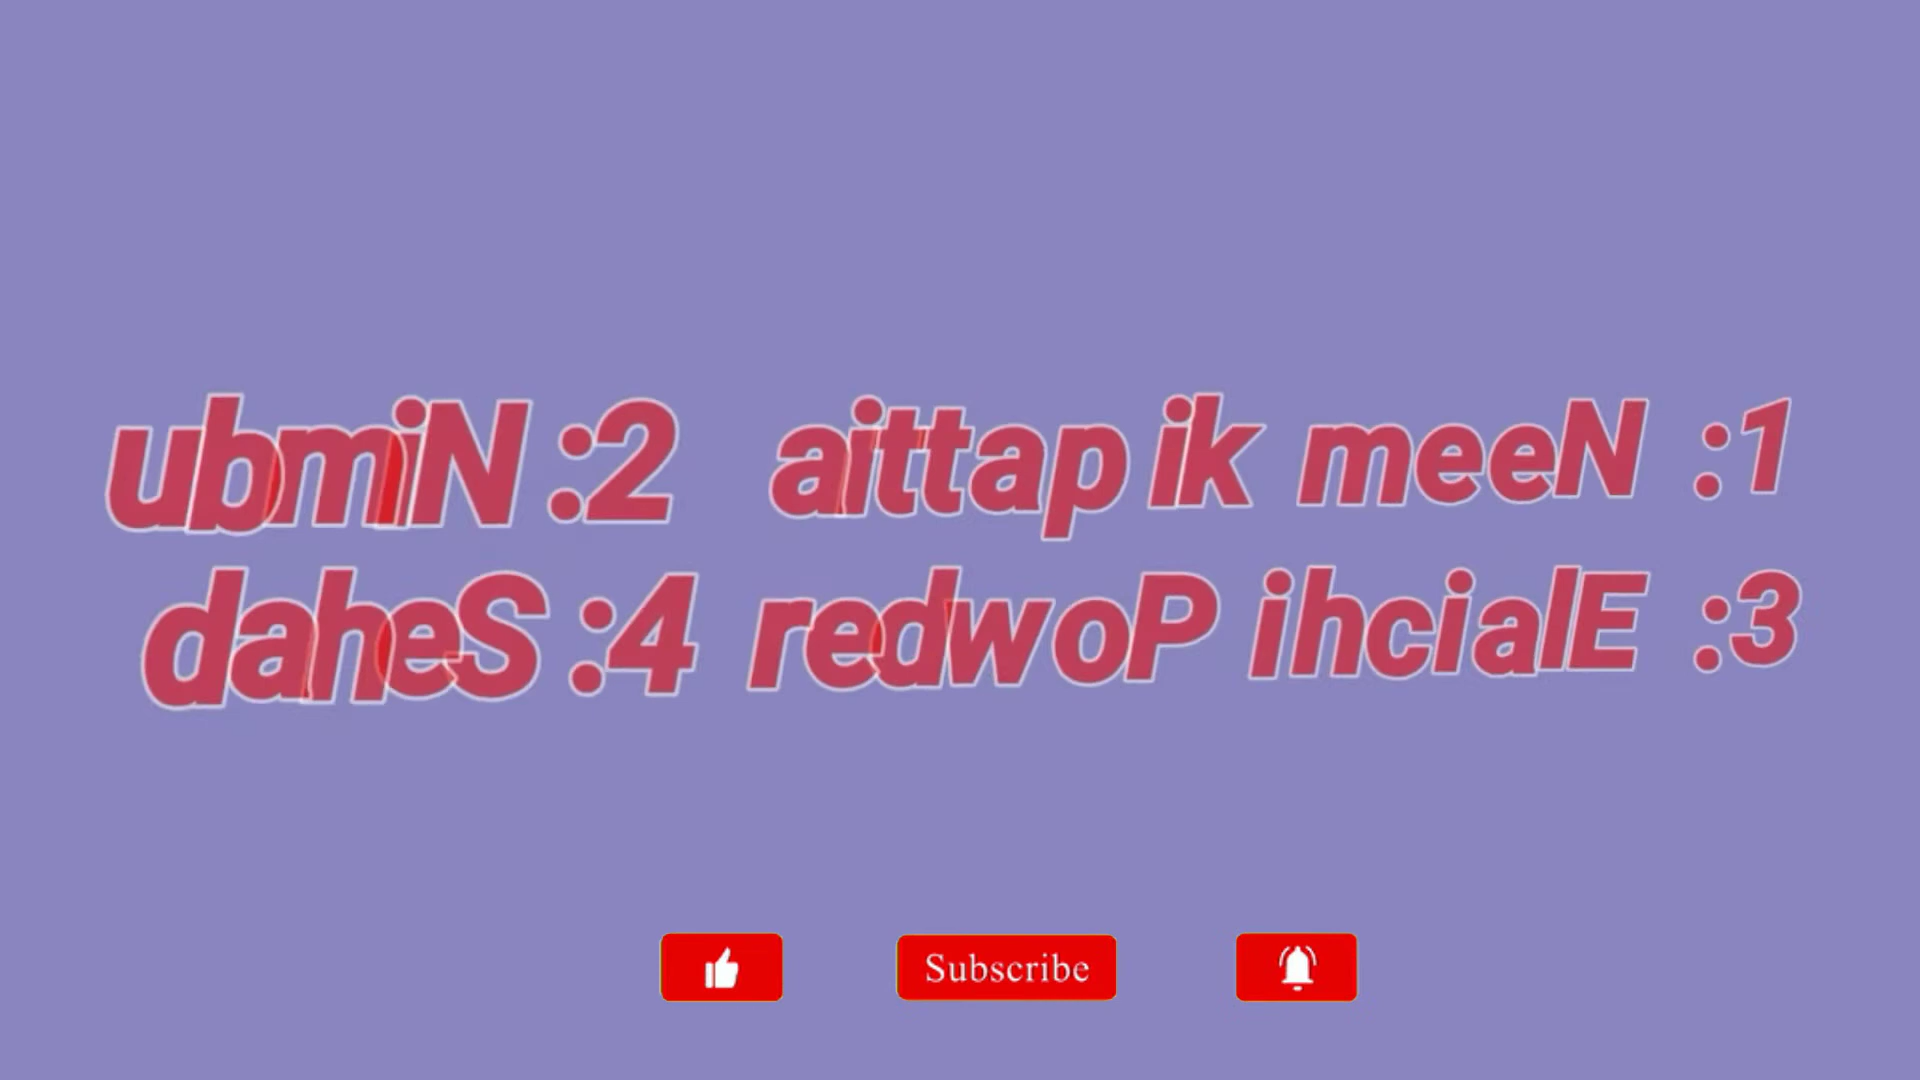 ubmiN :2 aittap ik meeN :1
daheS :4 redwoP ihcialE :3
Subscribe